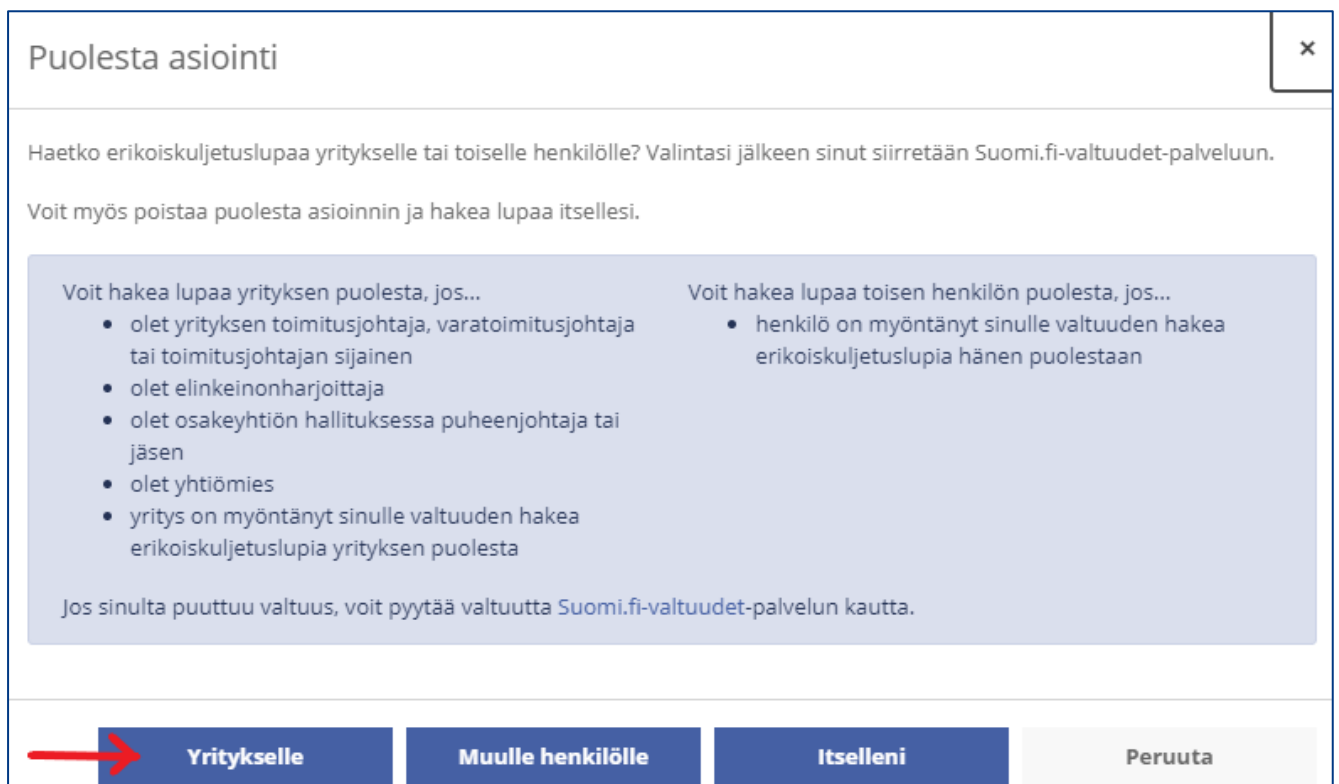 Puolesta asiointi
×
Haetko erikoiskuljetuslupaa yritykselle tai toiselle henkilölle? Valintasi jälkeen sinut siirretään Suomi.fi-valtuudet-palveluun.
Voit myös poistaa puolesta asioinnin ja hakea lupaa itsellesi.
Voit hakea lupaa yrityksen puolesta, jos...
• olet yrityksen toimitusjohtaja, varatoimitusjohtaja
tai toimitusjohtajan sijainen
• olet elinkeinonharjoittaja
• olet osakeyhtiön hallituksessa puheenjohtaja tai
jäsen
• olet yhtiömies
• yritys on myöntänyt sinulle valtuuden hakea
erikoiskuljetuslupia yrityksen puolesta
Voit hakea lupaa toisen henkilön puolesta, jos...
• henkilö on myöntänyt sinulle valtuuden hakea
erikoiskuljetuslupia hänen puolestaan
Jos sinulta puuttuu valtuus, voit pyytää valtuutta Suomi.fi-valtuudet-palvelun kautta.
Yritykselle
Muulle henkilölle
Itselleni
Peruuta